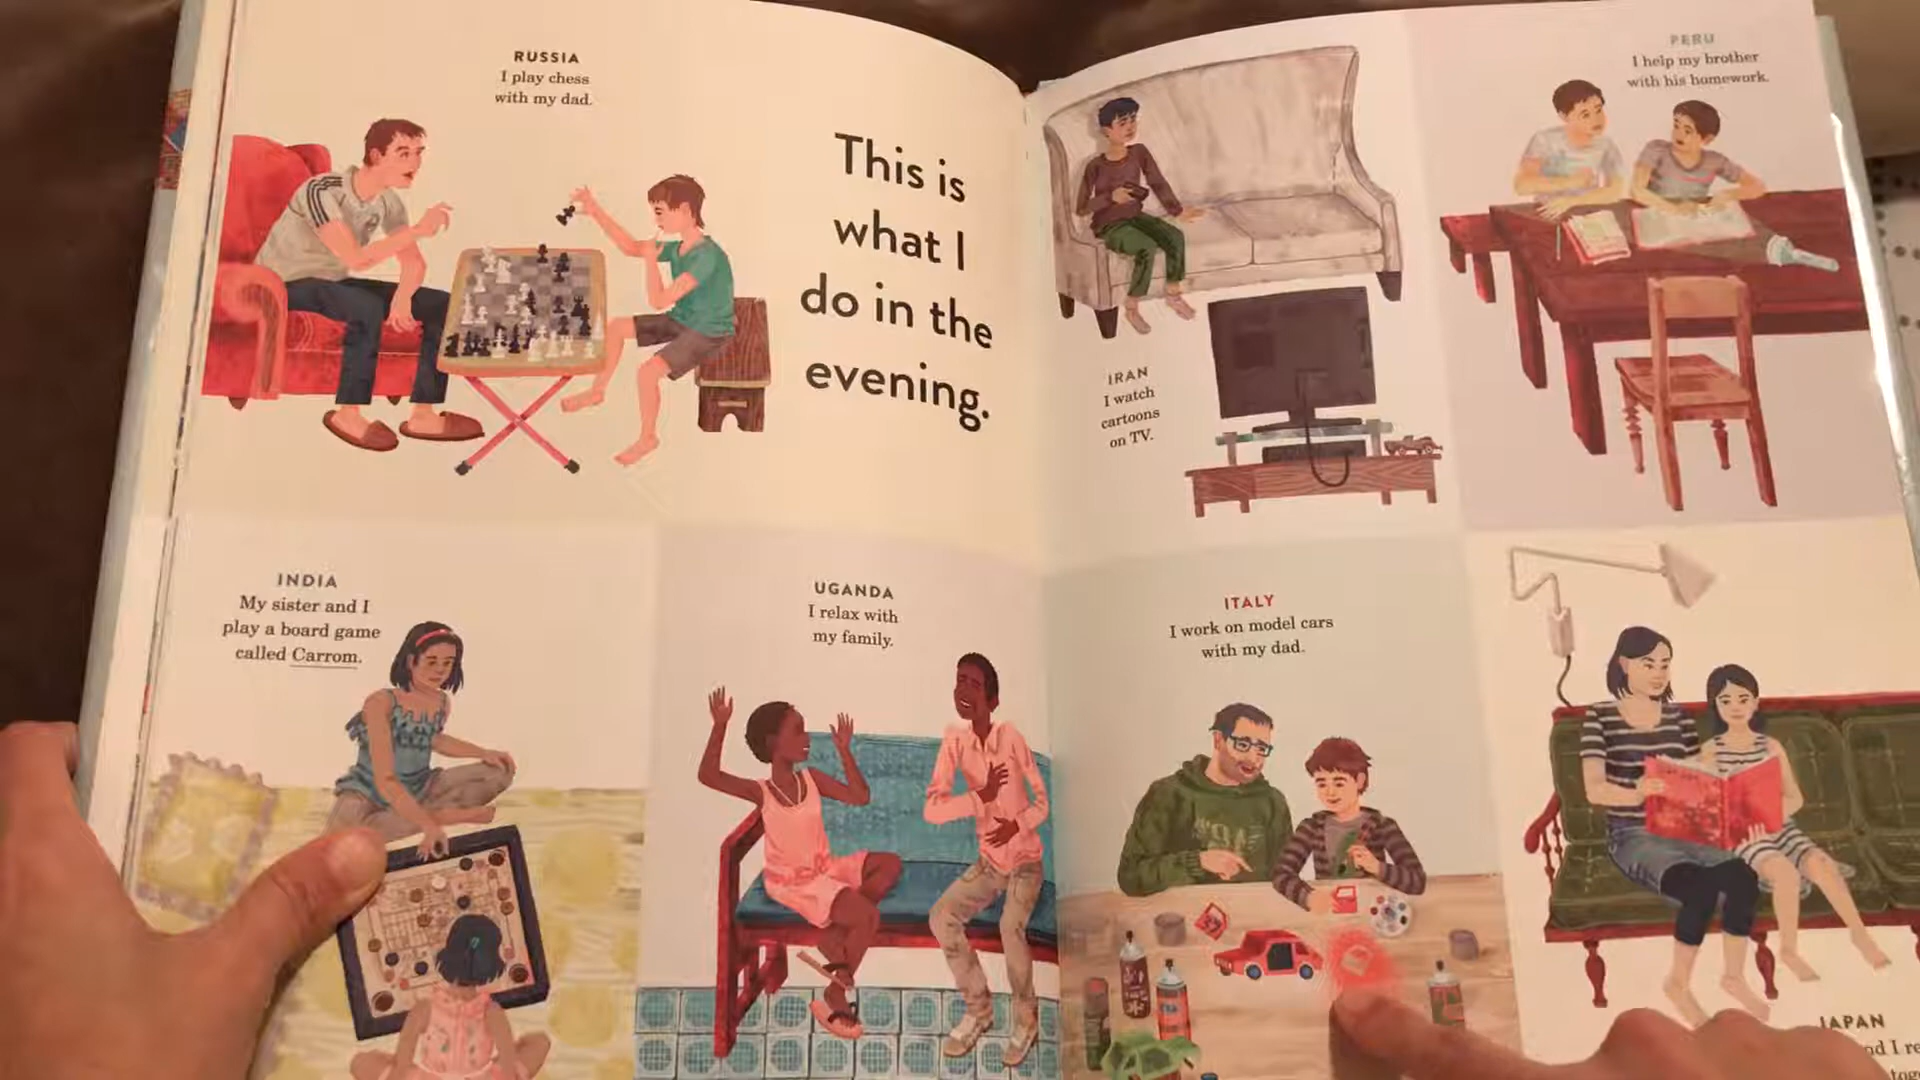 RUSSIA
I play chess
with my dad.
This is
what I
do in the
evening.
INDIA
My sister and I
play a board game
called Carrom.
UGANDA
I relax with
my family.
IRAN
I watch
cartoons
on TV.
PERU
I help my brother
with his homework.
ITALY
I work on model cars
with my dad.
JAPAN